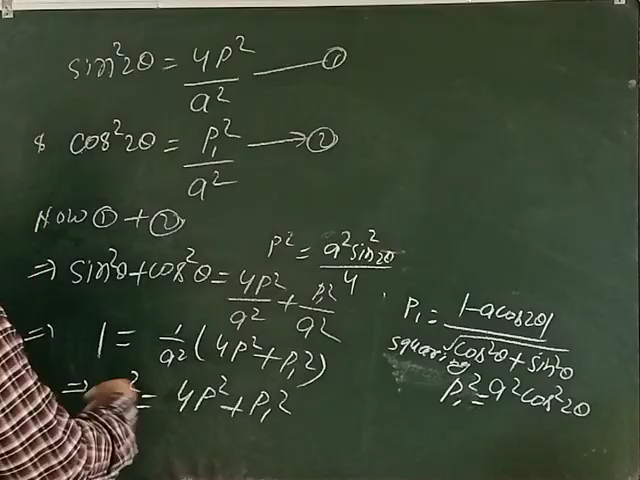 sin²2θ = 4P²/a² —— ①
& cos²2θ = P₁²/a² → ②
Now ① + ②
P² = a²sin²2θ/4
⇒ sin²θ + cos²θ = 4P²/a² + P₁²/a²
P₁ = |-acos2θ|/√cos²θ + sin²θ
⇒ 1 = 1/a² (4P² + P₁²)
squaring
P₁² = a²cos²2θ
⇒ ² = 4P² + P₁²